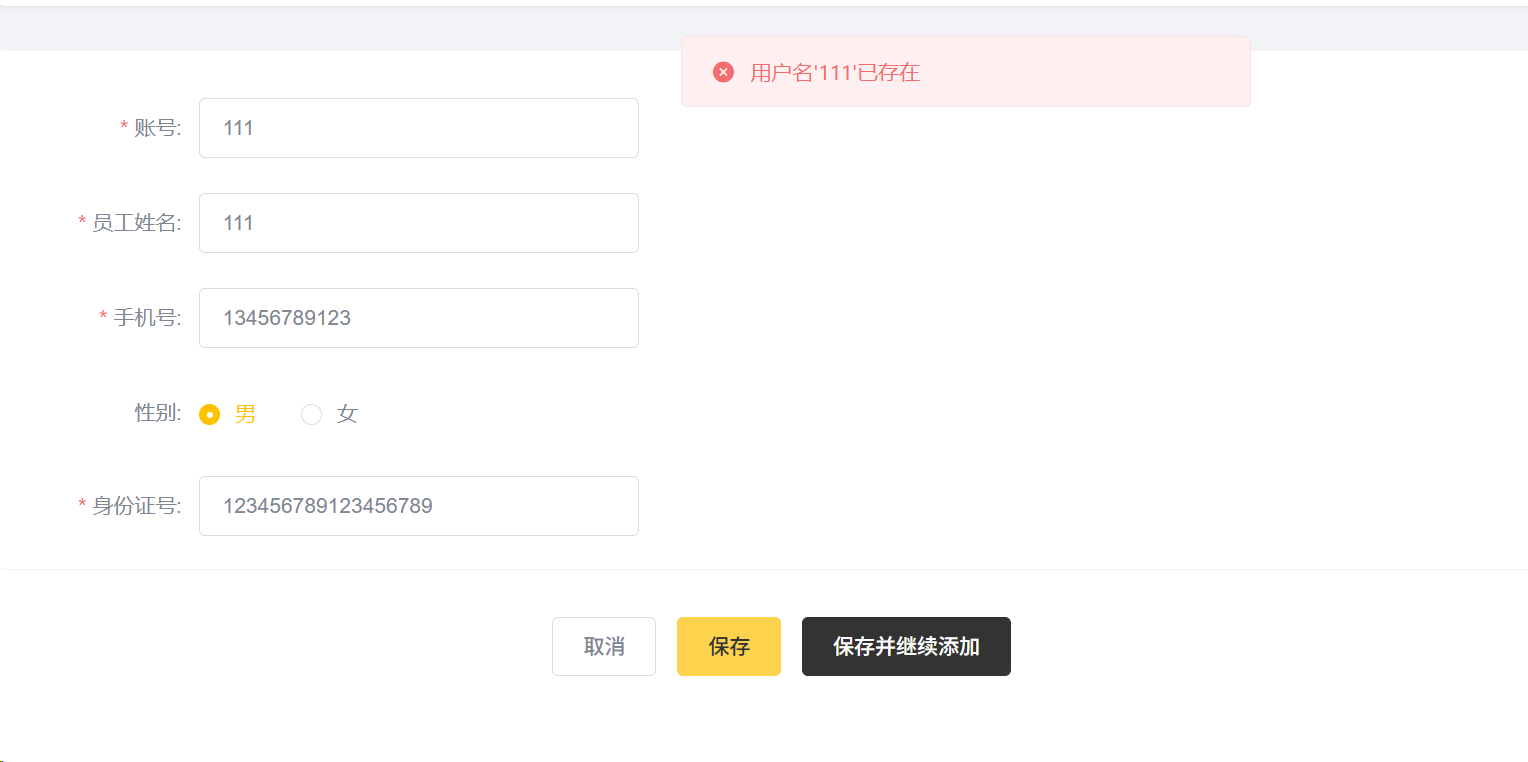 用户名'111'已存在
* 账号: 111
* 员工姓名: 111
* 手机号: 13456789123
性别: 男 女
* 身份证号: 123456789123456789
取消 保存 保存并继续添加